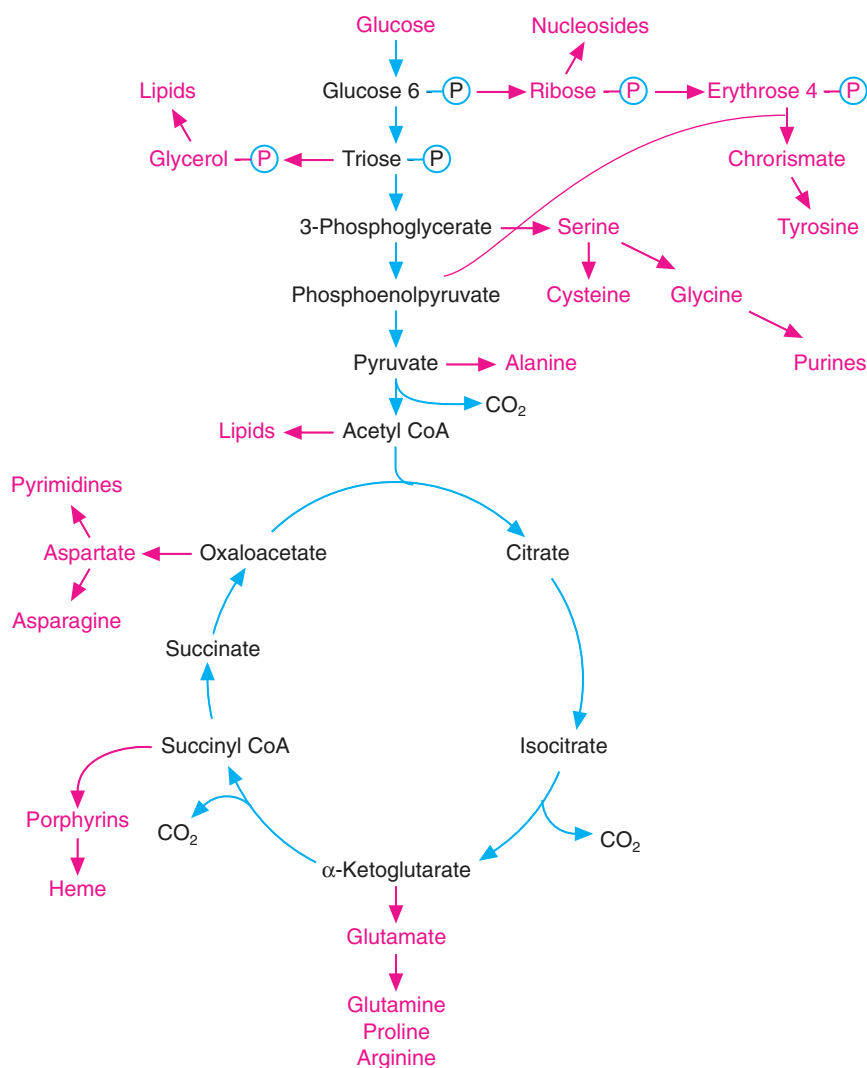 Glucose
Nucleosides
Lipids
Glucose 6 - P
Ribose - P
Erythrose 4 - P
Glycerol - P
Triose - P
Chrorismate
3-Phosphoglycerate
Serine
Tyrosine
Phosphoenolpyruvate
Cysteine
Glycine
Pyruvate
Alanine
Purines
CO₂
Lipids
Acetyl CoA
Pyrimidines
Aspartate
Oxaloacetate
Citrate
Asparagine
Succinate
Succinyl CoA
Isocitrate
Porphyrins
CO₂
CO₂
Heme
α-Ketoglutarate
Glutamate
Glutamine
Proline
Arginine